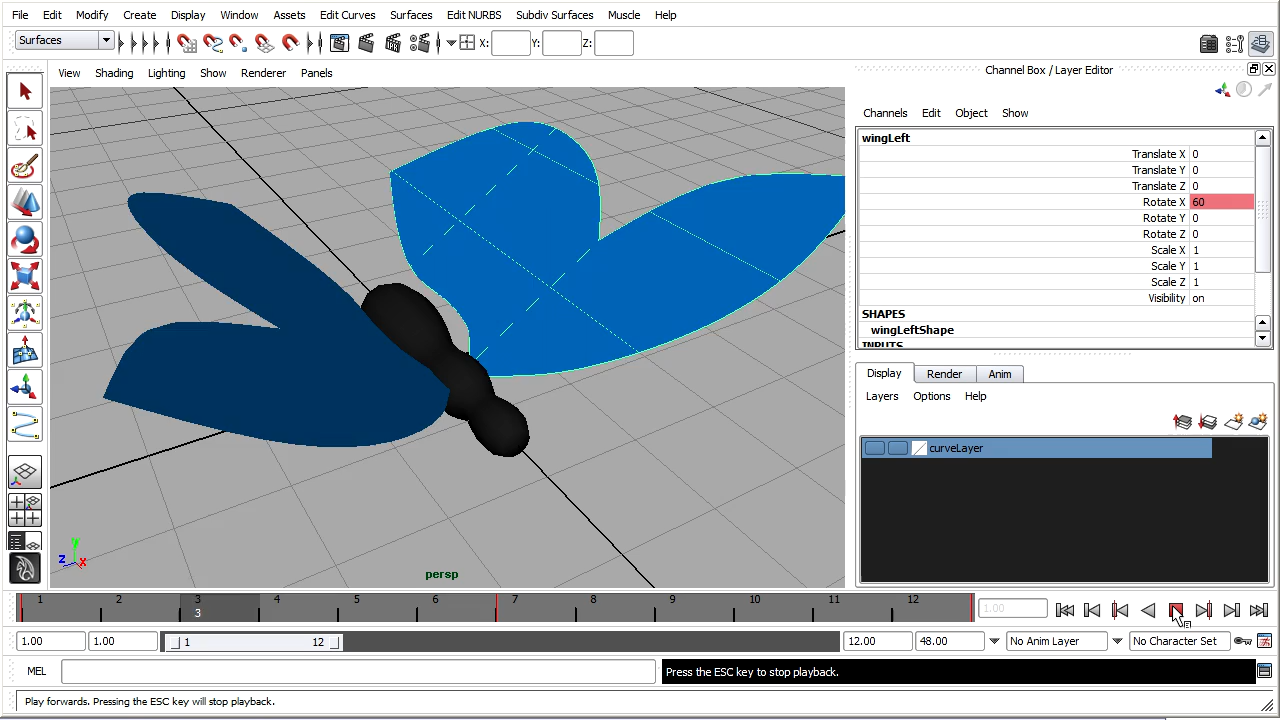 File Edit Modify Create Display Window Assets Edit Curves Surfaces Edit NURBS Subdiv Surfaces Muscle Help
Surfaces X: Y: Z:
Channel Box / Layer Editor
View Shading Lighting Show Renderer Panels
Channels Edit Object Show
wingLeft
Translate X 0
Translate Y 0
Translate Z 0
Rotate X 60
Rotate Y 0
Rotate Z 0
Scale X 1
Scale Y 1
Scale Z 1
Visibility on
SHAPES
wingLeftShape
INPUTS
Display Render Anim
Layers Options Help
curveLayer
y
z x
persp
1 2 3 4 5 6 7 8 9 10 11 12
3
1.00
1.00 1.00 1 12 12.00 48.00 No Anim Layer No Character Set
MEL Press the ESC key to stop playback.
Play forwards. Pressing the ESC key will stop playback.